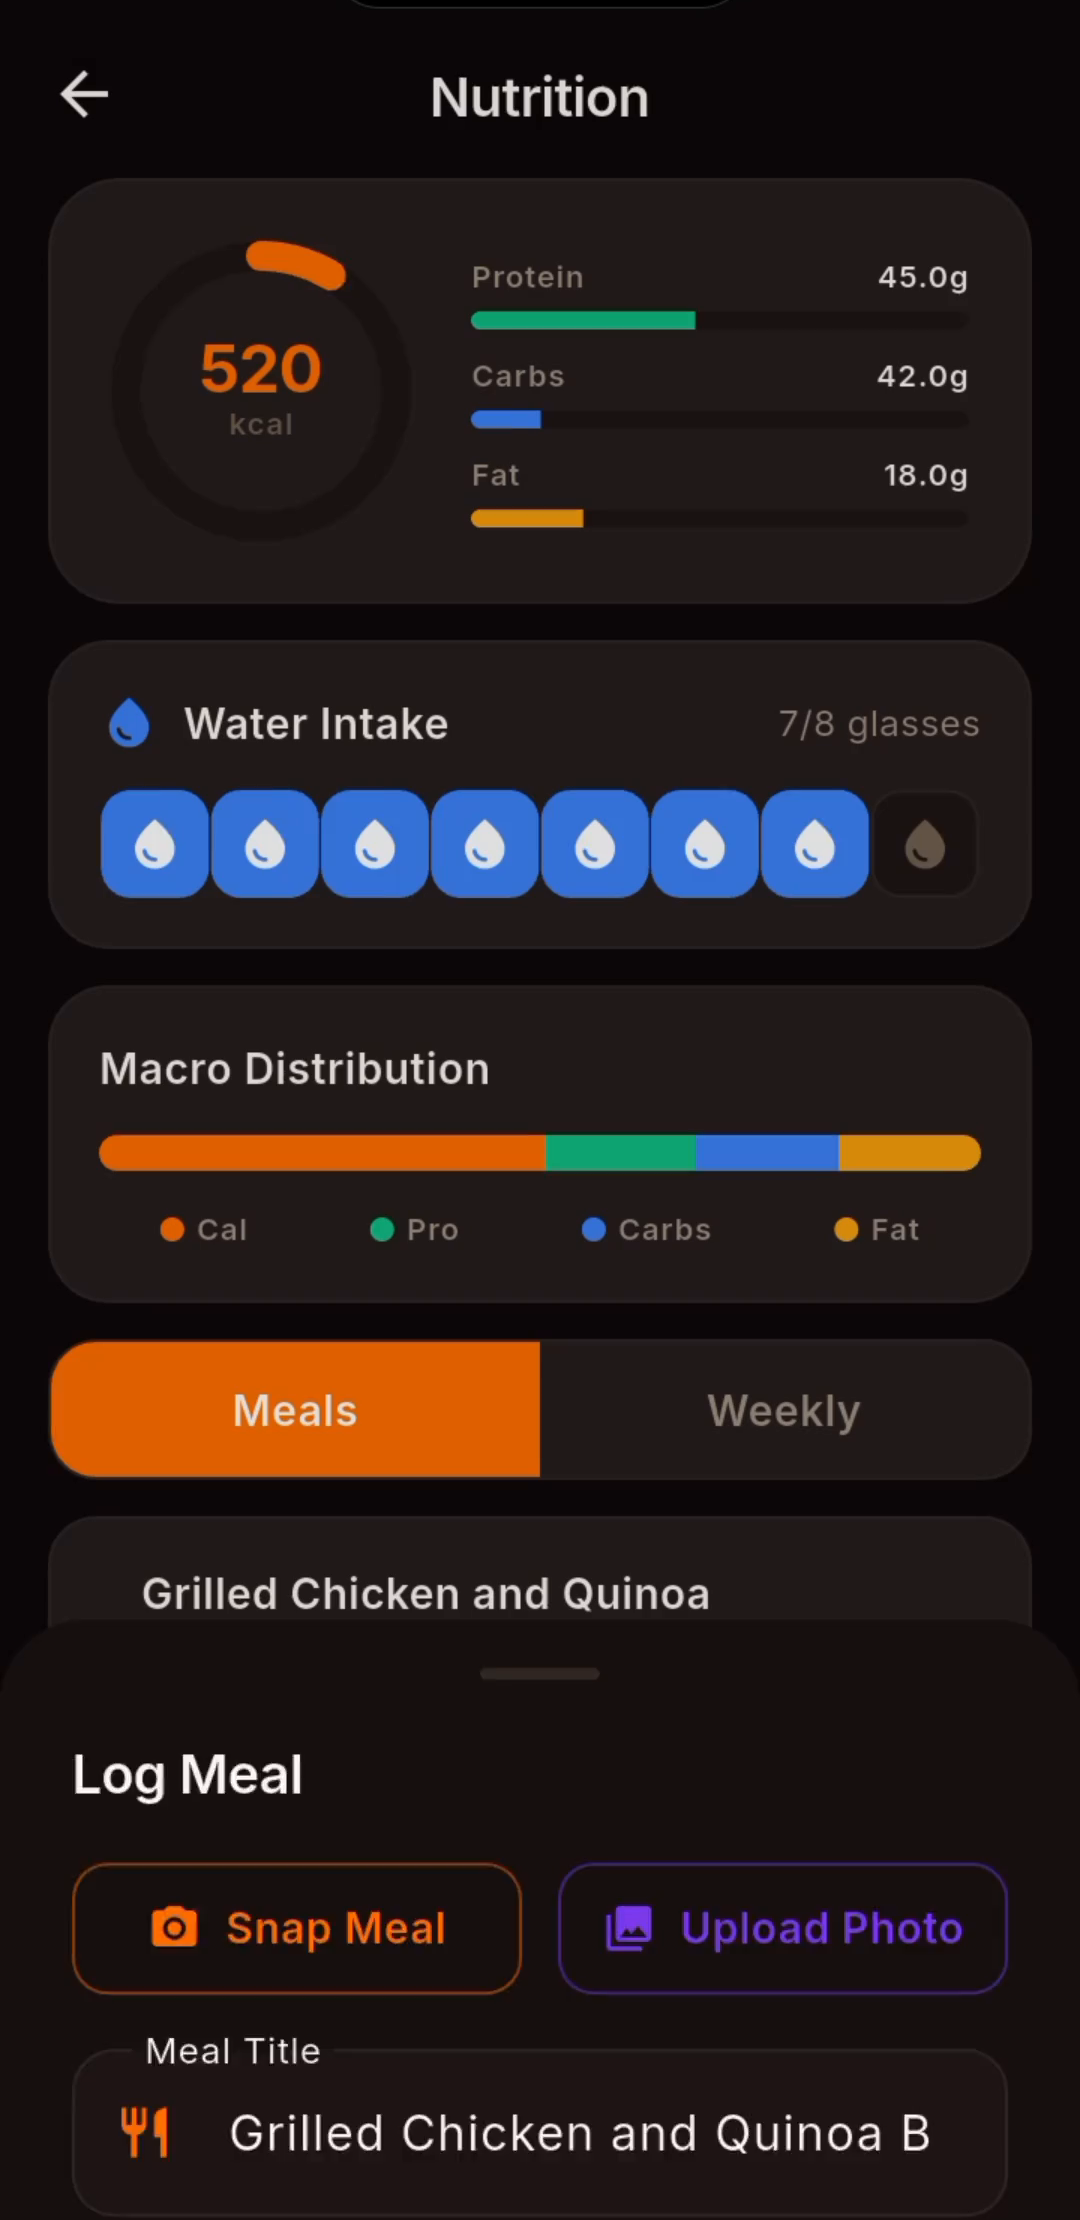 Nutrition
520
kcal
Protein 45.0g
Carbs 42.0g
Fat 18.0g
Water Intake 7/8 glasses
Macro Distribution
Cal Pro Carbs Fat
Meals Weekly
Grilled Chicken and Quinoa
Log Meal
Snap Meal Upload Photo
Meal Title
Grilled Chicken and Quinoa B